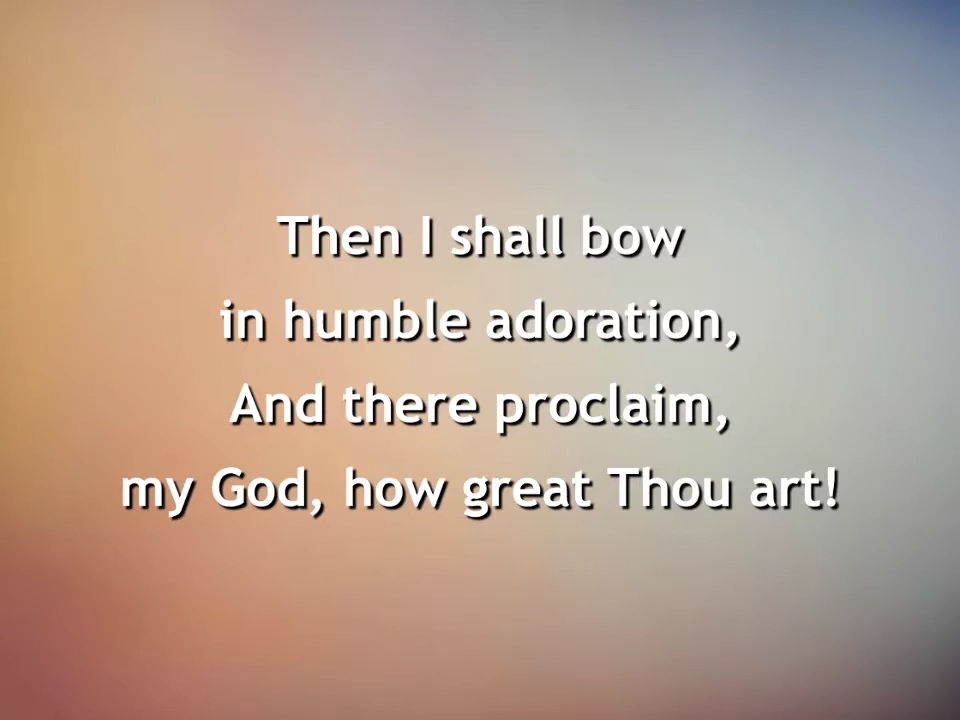 Then I shall bow
in humble adoration,
And there proclaim,
my God, how great Thou art!